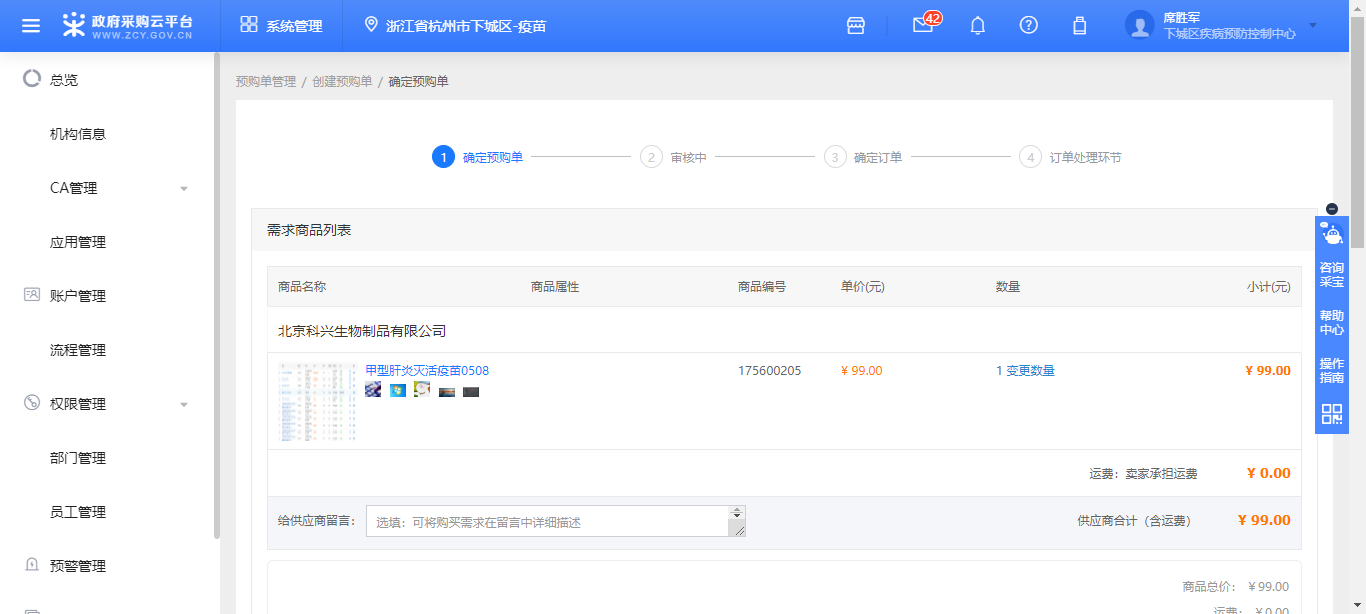 政府采购云平台
WWW.ZCY.GOV.CN
系统管理
浙江省杭州市下城区-疫苗
42
席胜军
下城区疾病预防控制中心
总览
机构信息
CA管理
应用管理
账户管理
流程管理
权限管理
部门管理
员工管理
预警管理
预购单管理 / 创建预购单 / 确定预购单
1 确定预购单
2 审核中
3 确定订单
4 订单处理环节
需求商品列表
商品名称 商品属性 商品编号 单价(元) 数量 小计(元)
北京科兴生物制品有限公司
甲型肝炎灭活疫苗0508 175600205 ¥ 99.00 1 变更数量 ¥ 99.00
运费：卖家承担运费 ¥ 0.00
给供应商留言： 选填：可将购买需求在留言中详细描述 供应商合计（含运费） ¥ 99.00
商品总价： ¥ 99.00
运费： ¥ 0.00
咨询
采宝
帮助
中心
操作
指南